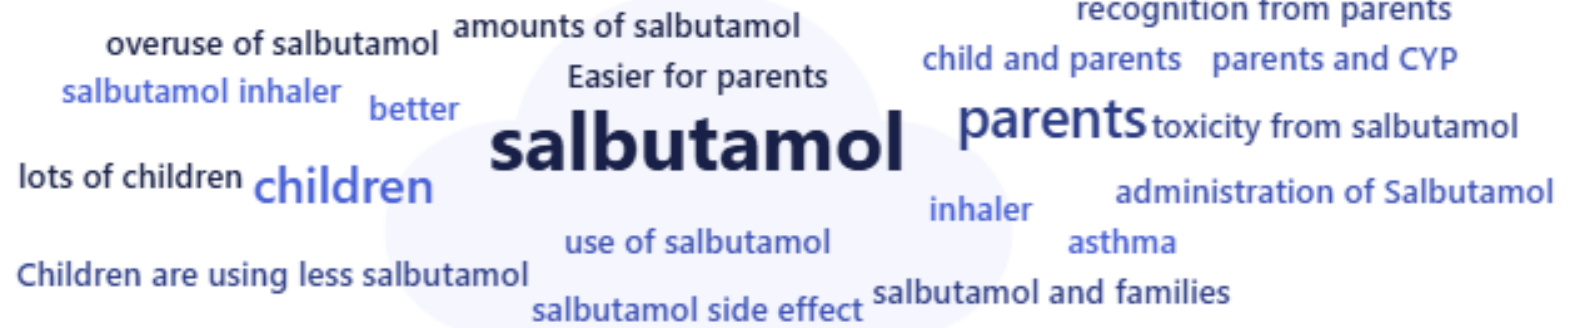 recognition from parents
amounts of salbutamol
overuse of salbutamol
child and parents
parents and CYP
Easier for parents
salbutamol inhaler
better
parents
toxicity from salbutamol
salbutamol
lots of children
children
administration of Salbutamol
inhaler
use of salbutamol
asthma
Children are using less salbutamol
salbutamol and families
salbutamol side effect